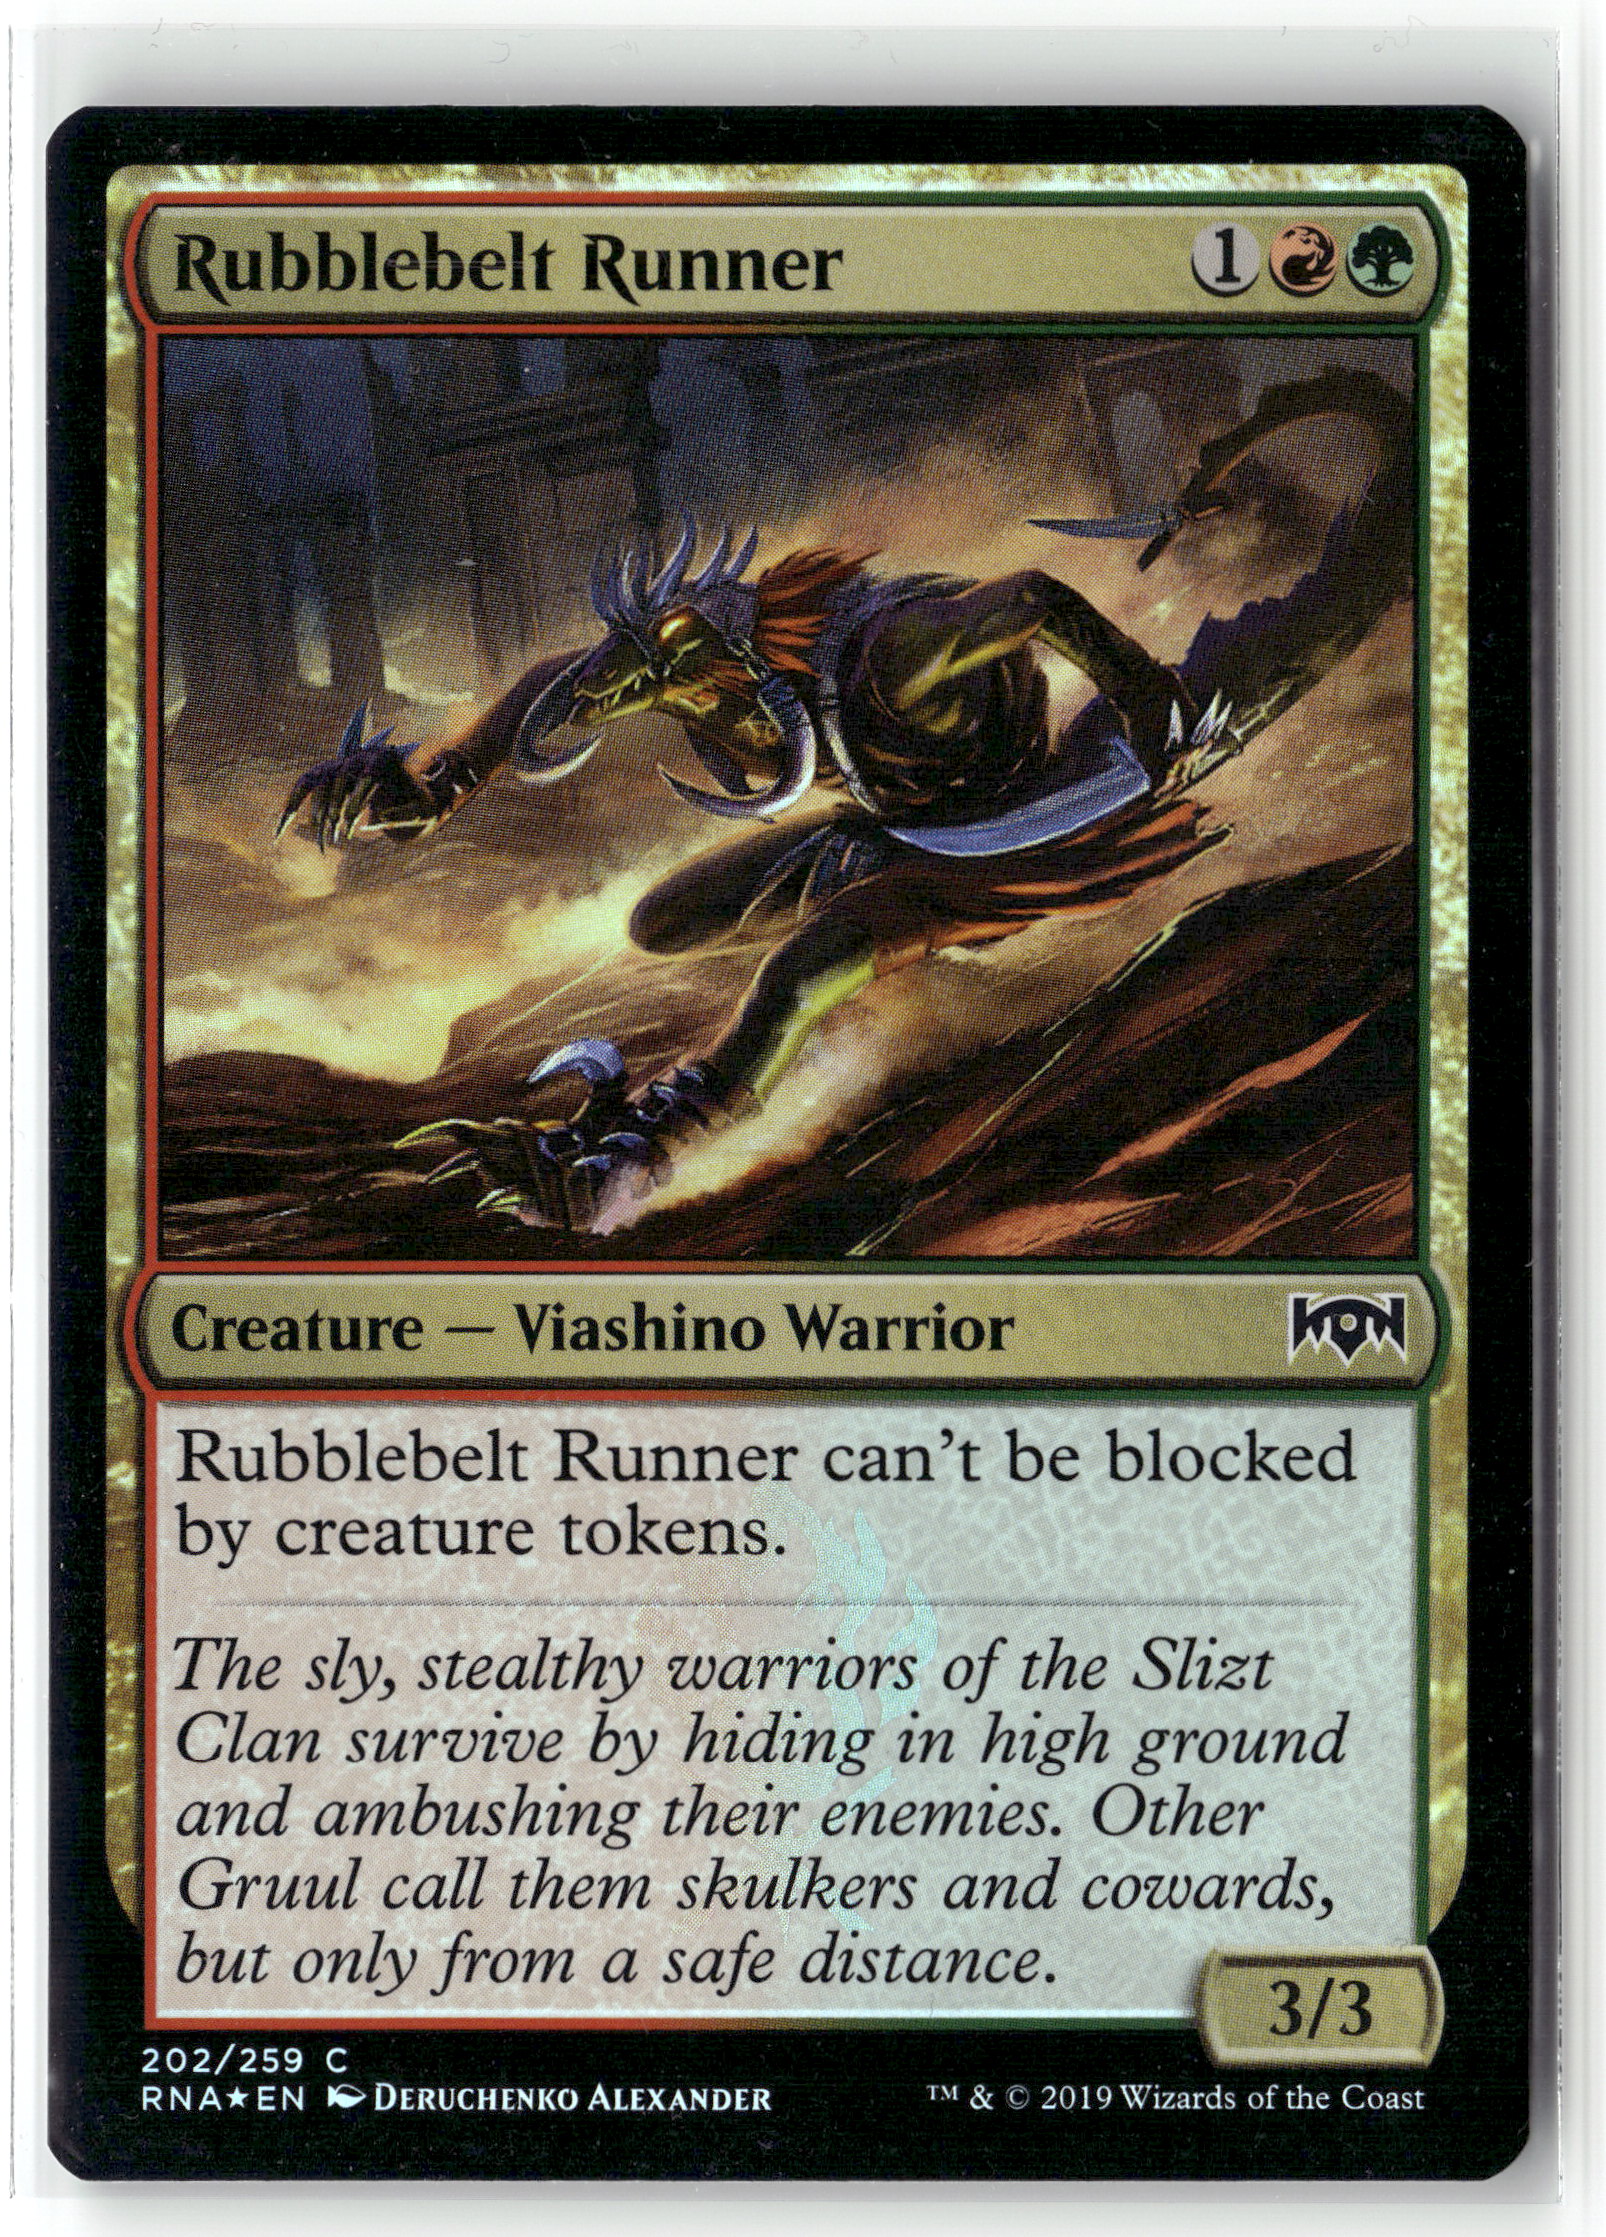 Rubblebelt Runner 1
Creature — Viashino Warrior
Rubblebelt Runner can't be blocked
by creature tokens.
The sly, stealthy warriors of the Slizt
Clan survive by hiding in high ground
and ambushing their enemies. Other
Gruul call them skulkers and cowards,
but only from a safe distance.
3/3
202/259 C
RNA★EN Deruchenko Alexander
™ & © 2019 Wizards of the Coast